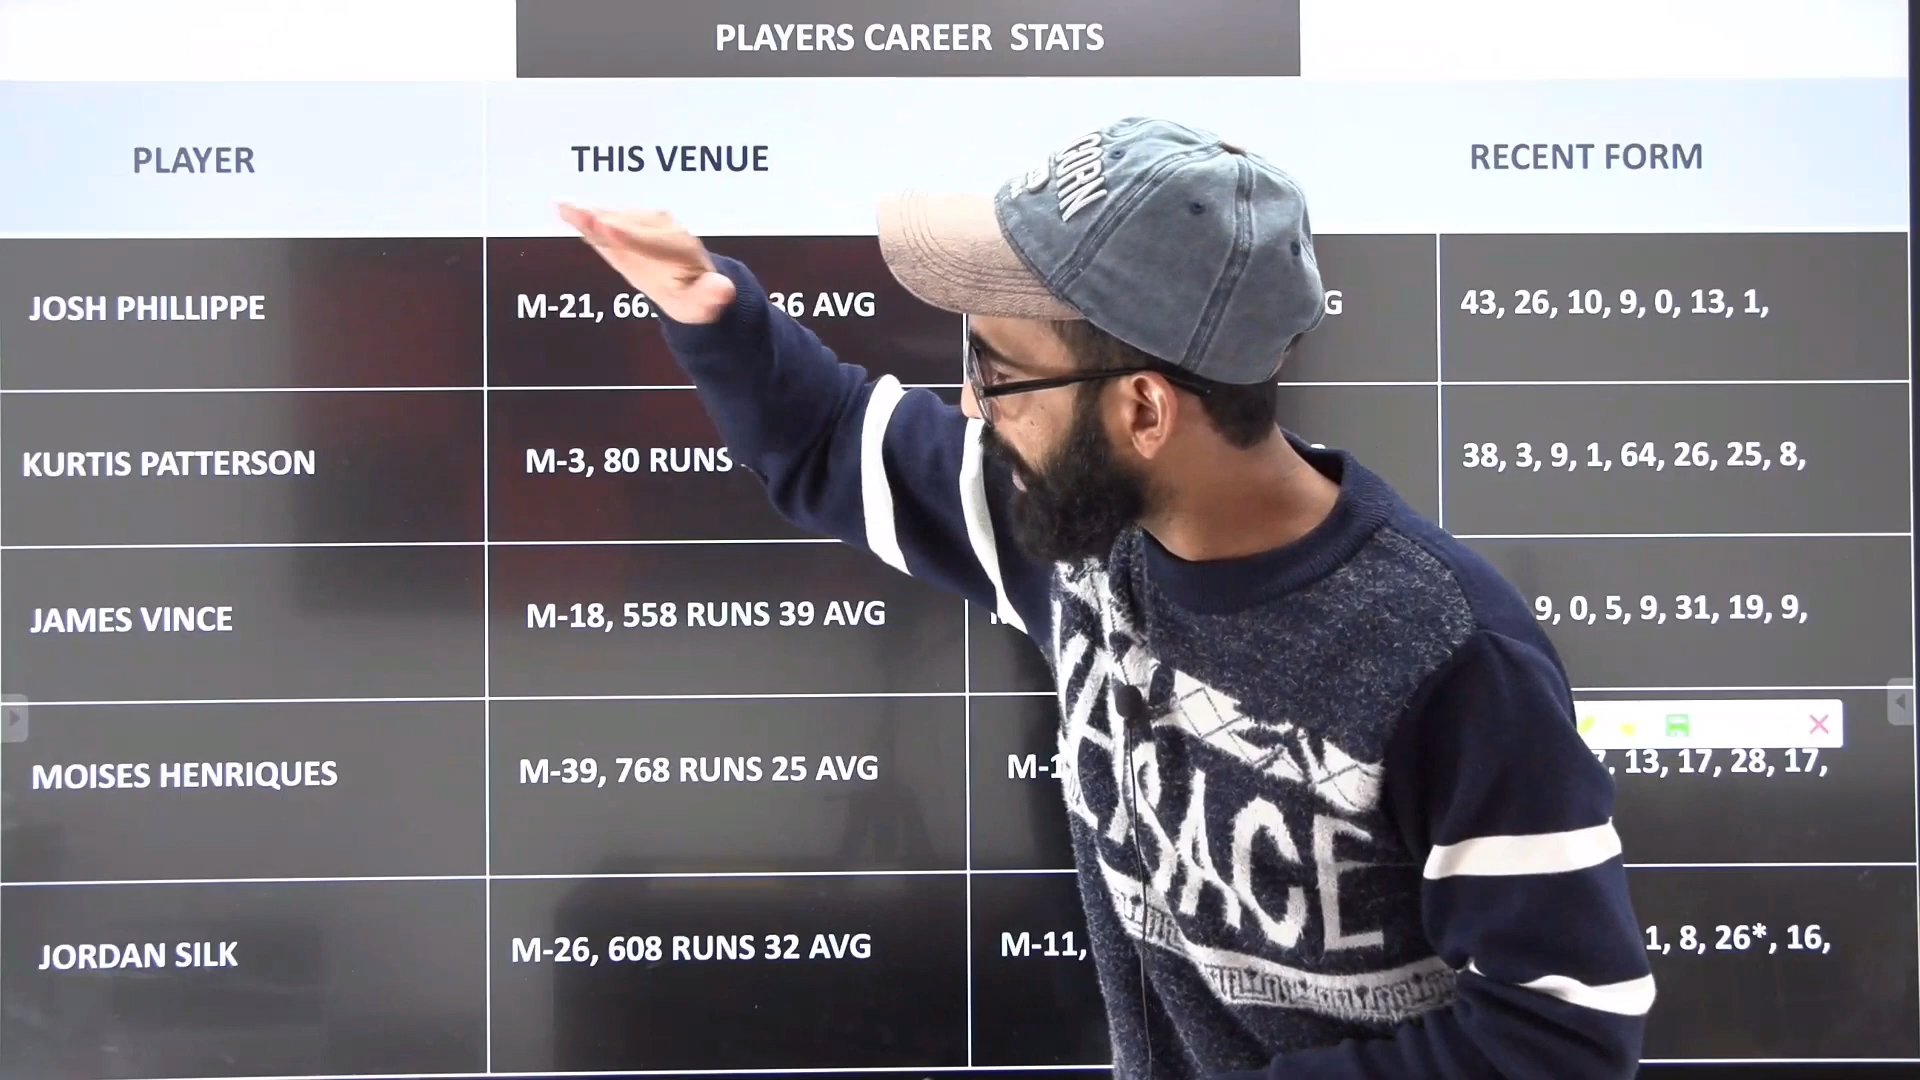 PLAYERS CAREER STATS
PLAYER THIS VENUE RECENT FORM
JOSH PHILLIPPE M-21, 36 AVG 43, 26, 10, 9, 0, 13, 1,
KURTIS PATTERSON M-3, 80 RUNS 38, 3, 9, 1, 64, 26, 25, 8,
JAMES VINCE M-18, 558 RUNS 39 AVG 9, 0, 5, 9, 31, 19, 9,
MOISES HENRIQUES M-39, 768 RUNS 25 AVG 13, 17, 28, 17,
JORDAN SILK M-26, 608 RUNS 32 AVG M-11, 1, 8, 26*, 16,